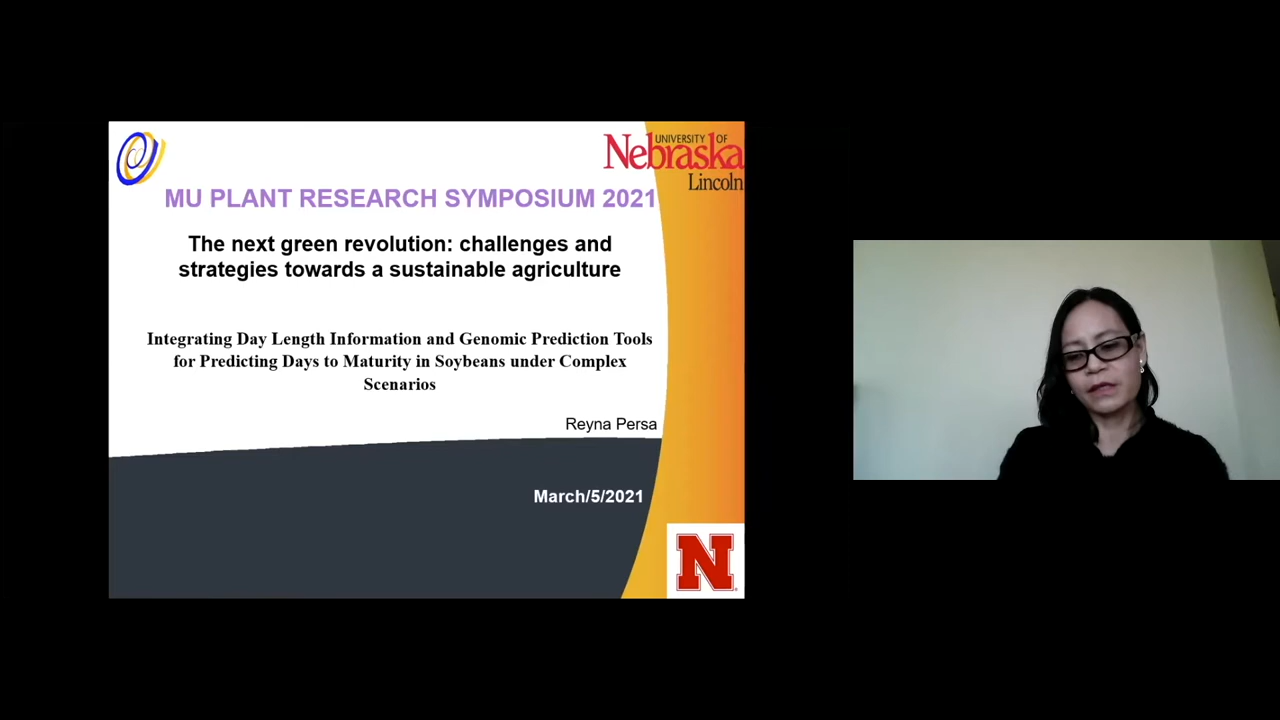 UNIVERSITY OF
Nebraska
Lincoln
MU PLANT RESEARCH SYMPOSIUM 2021
The next green revolution: challenges and
strategies towards a sustainable agriculture
Integrating Day Length Information and Genomic Prediction Tools
for Predicting Days to Maturity in Soybeans under Complex
Scenarios
Reyna Persa
March/5/2021
N